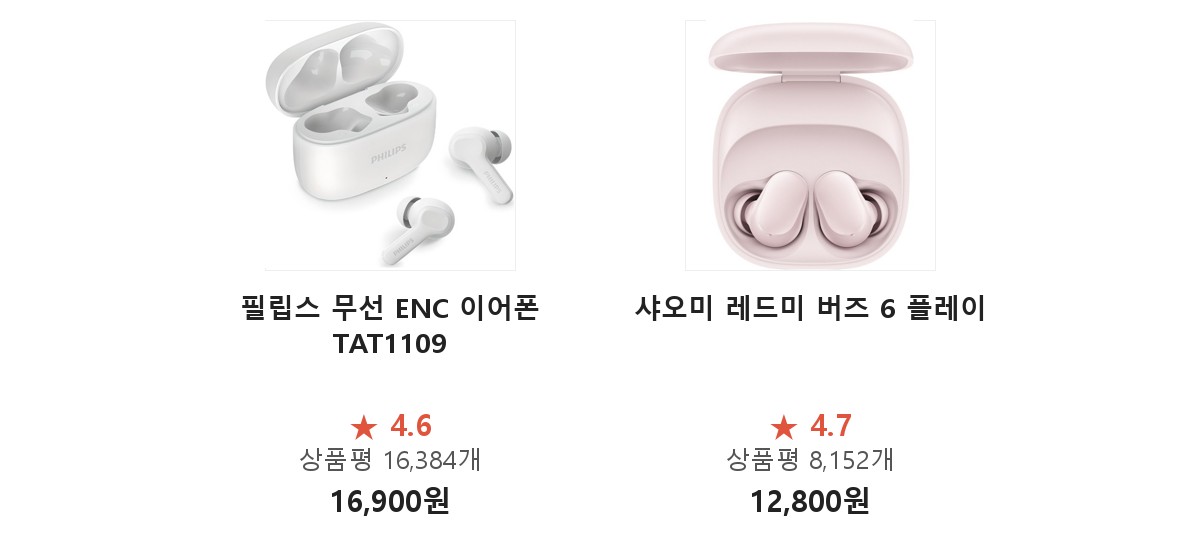 PHILIPS
PHILIPS
PHILIPS
필립스 무선 ENC 이어폰
TAT1109
샤오미 레드미 버즈 6 플레이
★ 4.6
상품평 16,384개
16,900원
★ 4.7
상품평 8,152개
12,800원